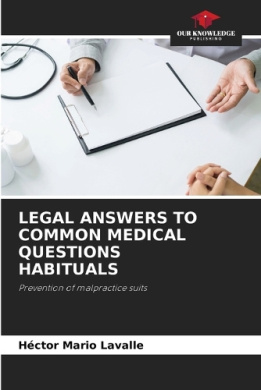 OUR KNOWLEDGE
PUBLISHING
LEGAL ANSWERS TO
COMMON MEDICAL
QUESTIONS
HABITUALS
Prevention of malpractice suits
Héctor Mario Lavalle